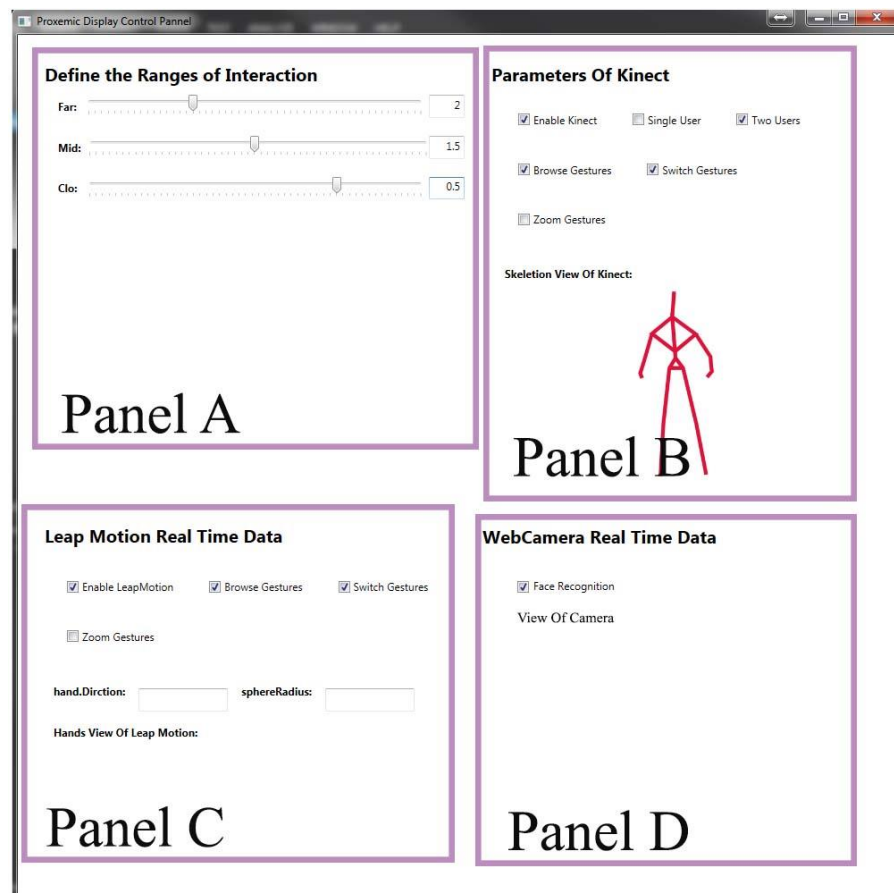 Proxemic Display Control Pannel
Define the Ranges of Interaction
Far: 2
Mid: 1.5
Clo: 0.5
Panel A
Parameters Of Kinect
Enable Kinect Single User Two Users
Browse Gestures Switch Gestures
Zoom Gestures
Skeletion View Of Kinect:
Panel B
Leap Motion Real Time Data
Enable LeapMotion Browse Gestures Switch Gestures
Zoom Gestures
hand.Dirction: sphereRadius:
Hands View Of Leap Motion:
Panel C
WebCamera Real Time Data
Face Recognition
View Of Camera
Panel D